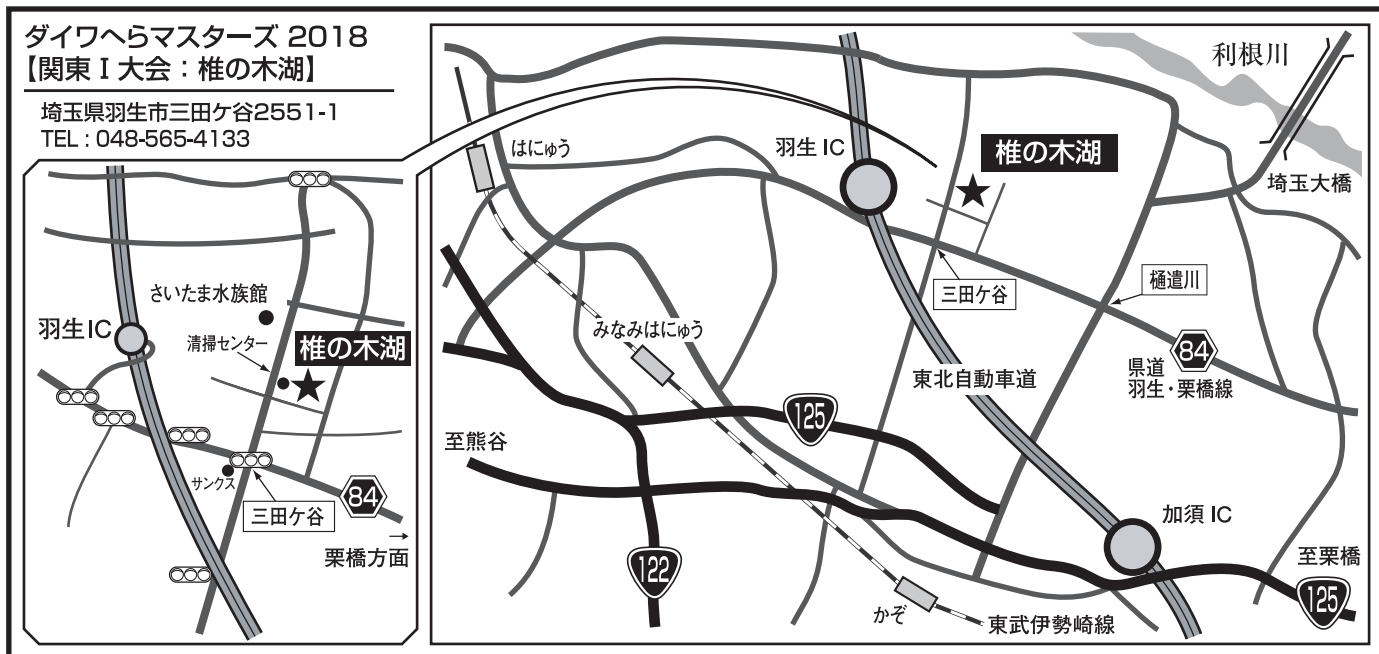 ダイワへらマスターズ 2018
【関東Ⅰ大会：椎の木湖】
埼玉県羽生市三田ケ谷2551-1
TEL : 048-565-4133
さいたま水族館
羽生IC
清掃センター
椎の木湖
サンクス
84
三田ケ谷
栗橋方面
利根川
はにゅう
羽生 IC
椎の木湖
埼玉大橋
三田ケ谷
樋遣川
みなみはにゅう
84
県道
羽生・栗橋線
東北自動車道
125
至熊谷
加須 IC
至栗橋
122
125
かぞ
東武伊勢崎線